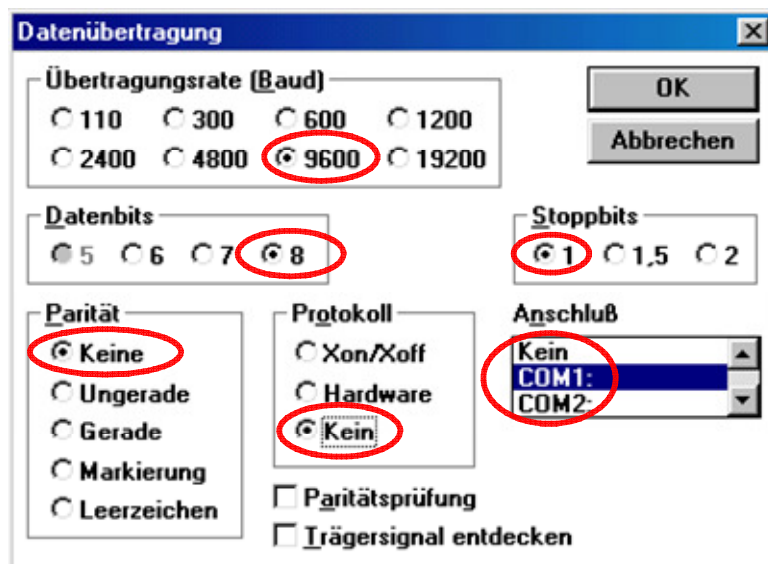 Datenübertragung
Übertragungsrate (Baud)
110 300 600 1200
2400 4800 9600 19200
OK
Abbrechen
Datenbits
5 6 7 8
Stoppbits
1 1,5 2
Parität
Keine
Ungerade
Gerade
Markierung
Leerzeichen
Protokoll
Xon/Xoff
Hardware
Kein
Anschluß
Kein
COM1:
COM2:
Paritätsprüfung
Trägersignal entdecken